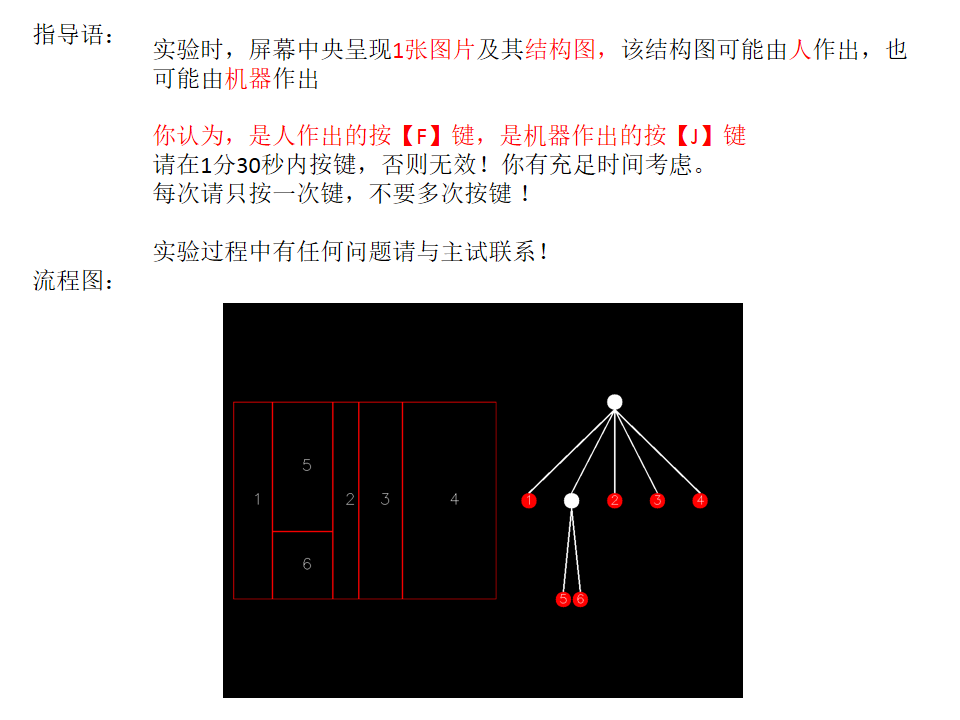 指导语：
实验时，屏幕中央呈现1张图片及其结构图，该结构图可能由人作出，也
可能由机器作出
你认为，是人作出的按【F】键，是机器作出的按【J】键
请在1分30秒内按键，否则无效！你有充足时间考虑。
每次请只按一次键，不要多次按键！
实验过程中有任何问题请与主试联系！
流程图：
5
1 2 3 4
6
1 2 3 4
5 6